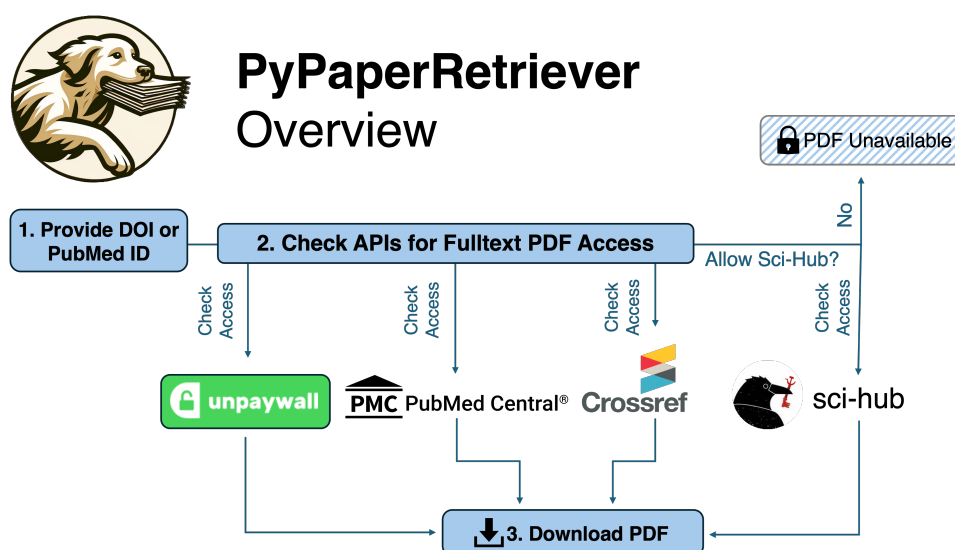 PyPaperRetriever
Overview
PDF Unavailable
1. Provide DOI or
PubMed ID
2. Check APIs for Fulltext PDF Access
Allow Sci-Hub?
No
Check
Access
Check
Access
Check
Access
Check
Access
unpaywall
PMC PubMed Central®
Crossref
sci-hub
3. Download PDF